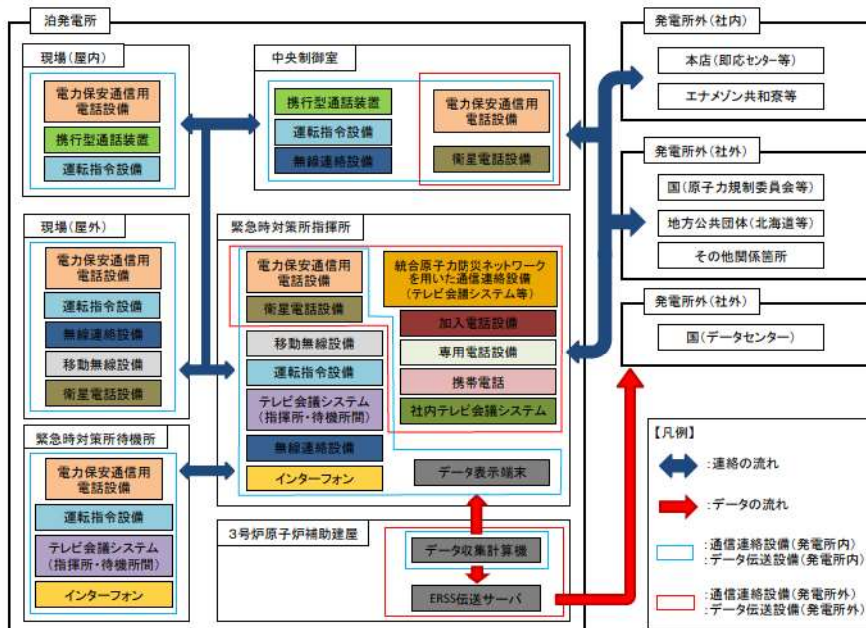 泊発電所
現場(屋内)
電力保安通信用
電話設備
携行型通話装置
運転指令設備
中央制御室
携行型通話装置
運転指令設備
無線連絡設備
電力保安通信用
電話設備
衛星電話設備
現場(屋外)
電力保安通信用
電話設備
運転指令設備
無線連絡設備
移動無線設備
衛星電話設備
緊急時対策所指揮所
電力保安通信用
電話設備
衛星電話設備
移動無線設備
運転指令設備
テレビ会議システム
(指揮所・待機所間)
無線連絡設備
インターフォン
統合原子力防災ネットワーク
を用いた通信連絡設備
(テレビ会議システム等)
加入電話設備
専用電話設備
携帯電話
社内テレビ会議システム
データ表示端末
緊急時対策所待機所
電力保安通信用
電話設備
運転指令設備
テレビ会議システム
(指揮所・待機所間)
インターフォン
3号炉原子炉補助建屋
データ収集計算機
ERSS伝送サーバ
発電所外(社内)
本店(即応センター等)
エナメゾン共和寮等
発電所外(社外)
国(原子力規制委員会等)
地方公共団体(北海道等)
その他関係箇所
発電所外(社外)
国(データセンター)
【凡例】
:連絡の流れ
:データの流れ
:通信連絡設備(発電所内)
:データ伝送設備(発電所内)
:通信連絡設備(発電所外)
:データ伝送設備(発電所外)